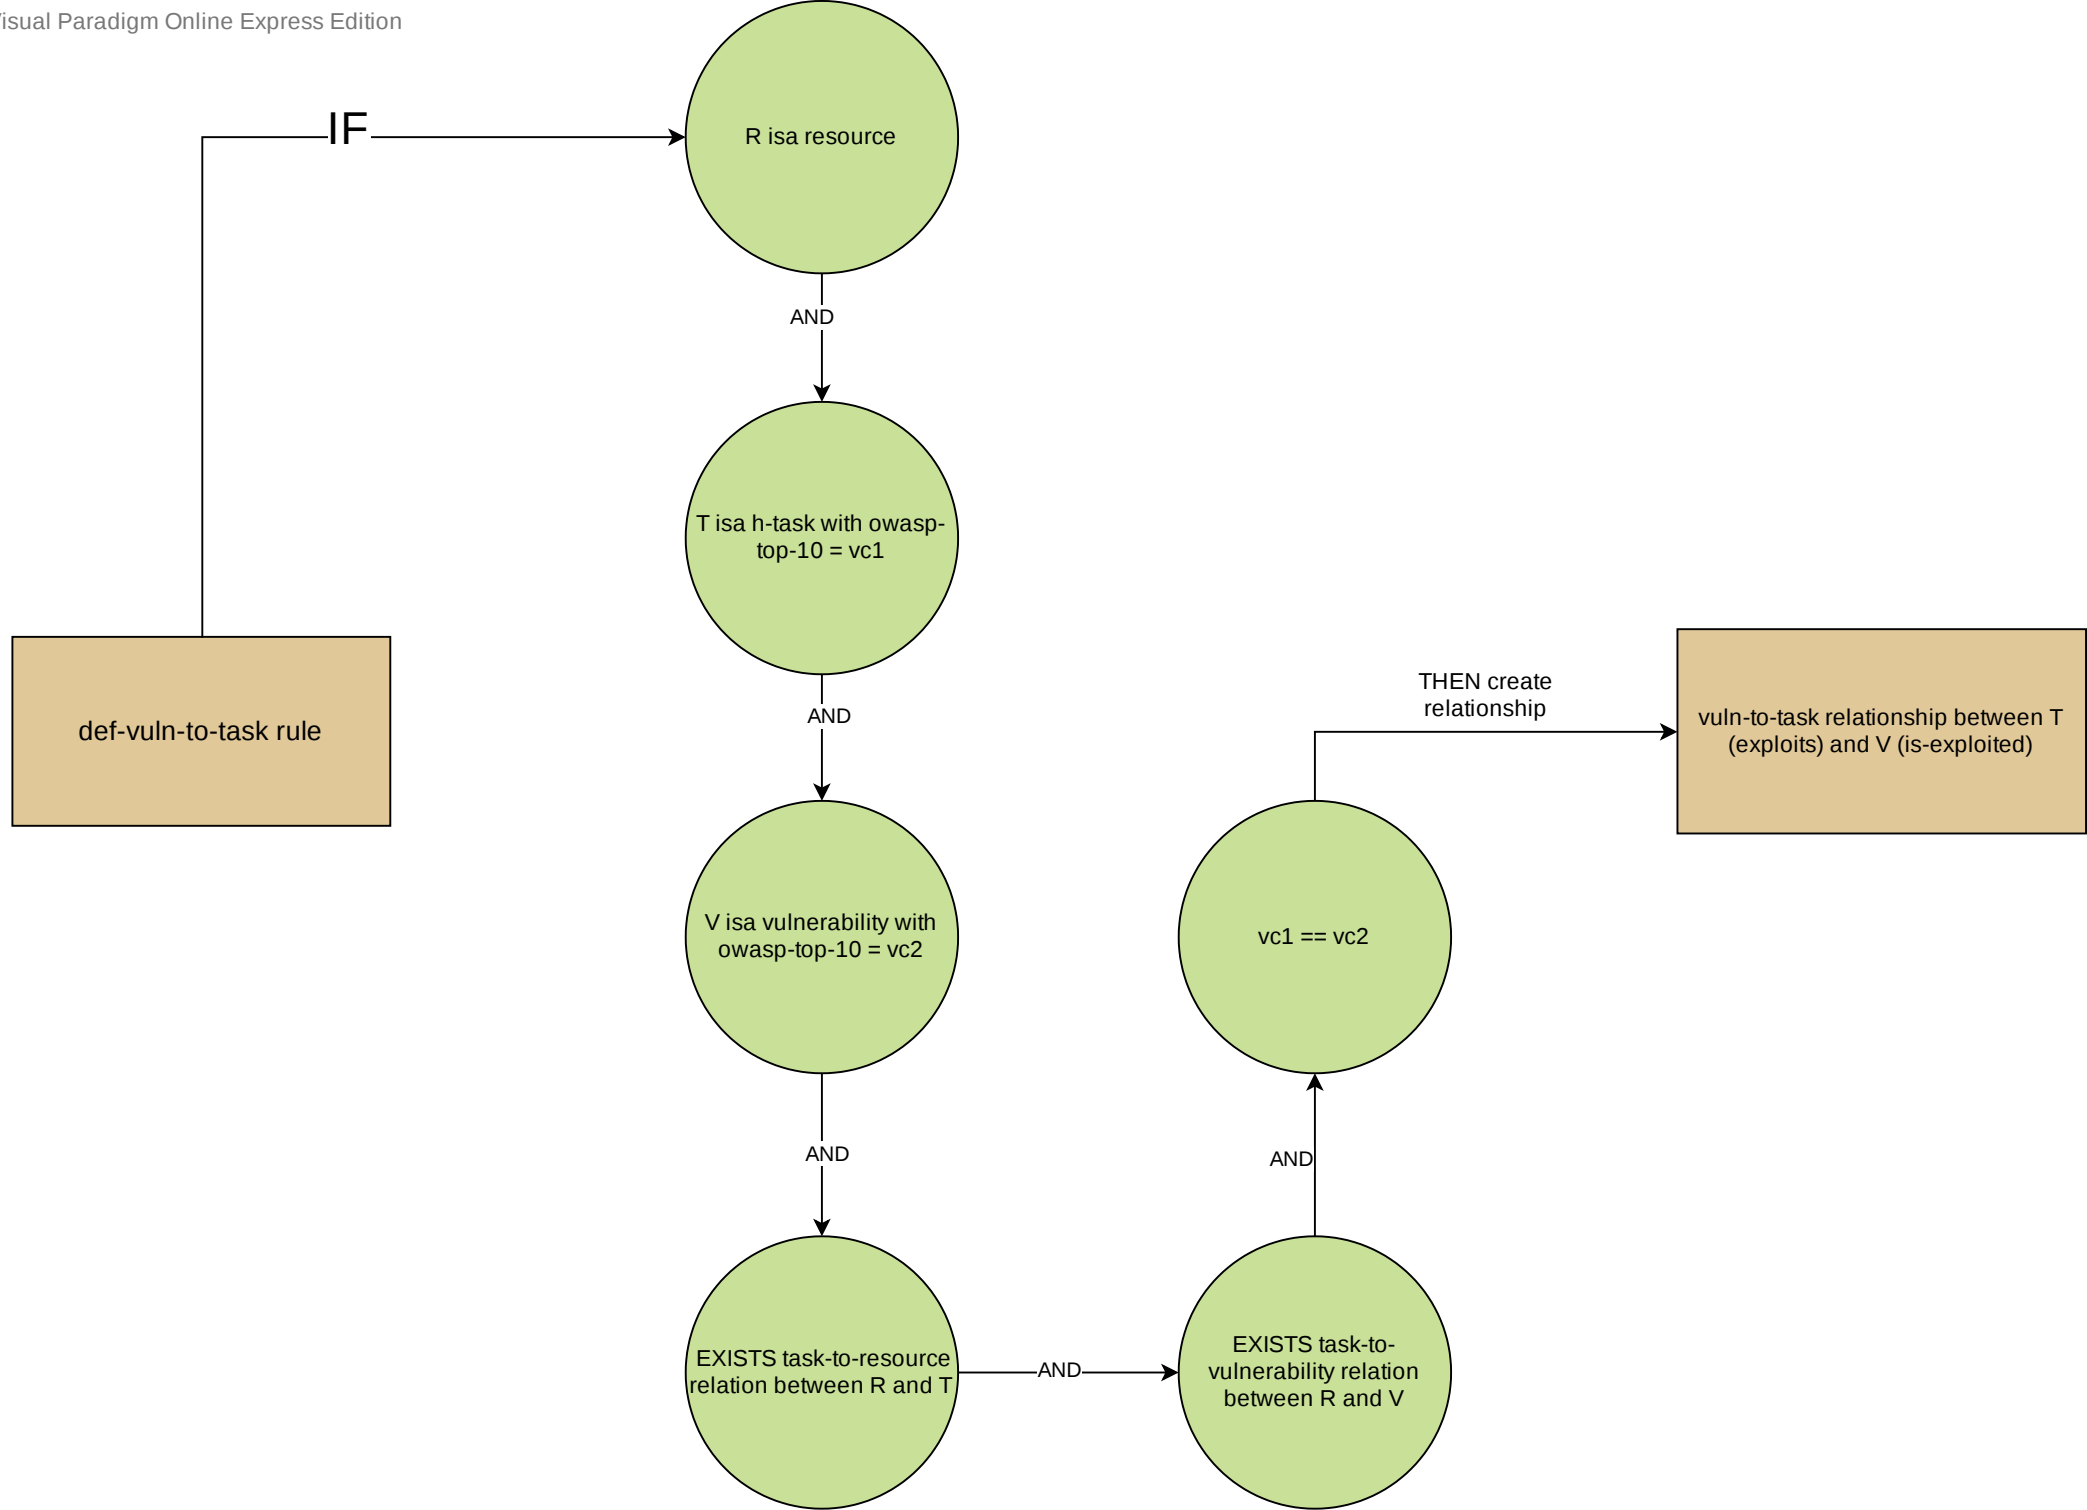 Visual Paradigm Online Express Edition
IF
R isa resource
AND
T isa h-task with owasp-
top-10 = vc1
AND
def-vuln-to-task rule
V isa vulnerability with
owasp-top-10 = vc2
AND
EXISTS task-to-resource
relation between R and T
AND
EXISTS task-to-
vulnerability relation
between R and V
AND
vc1 == vc2
THEN create
relationship
vuln-to-task relationship between T
(exploits) and V (is-exploited)